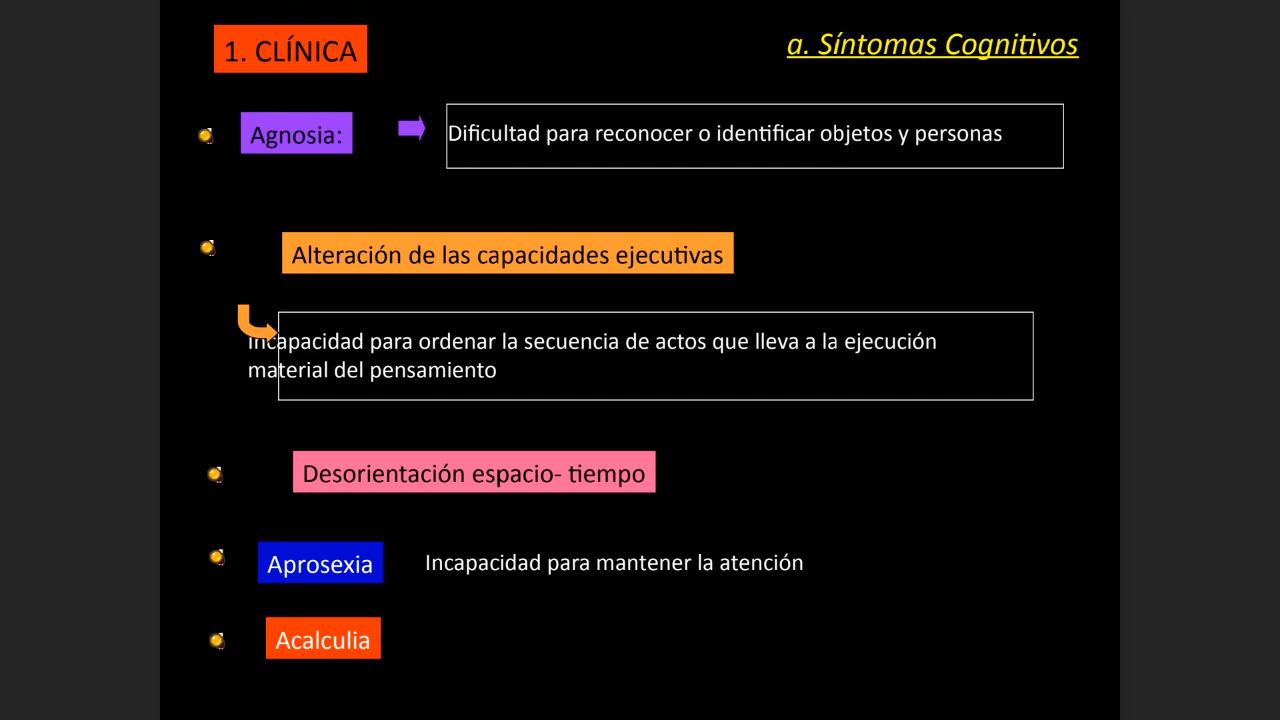 1. CLÍNICA
a. Síntomas Cognitivos
Agnosia:
Dificultad para reconocer o identificar objetos y personas
Alteración de las capacidades ejecutivas
Incapacidad para ordenar la secuencia de actos que lleva a la ejecución
material del pensamiento
Desorientación espacio- tiempo
Aprosexia
Incapacidad para mantener la atención
Acalculia